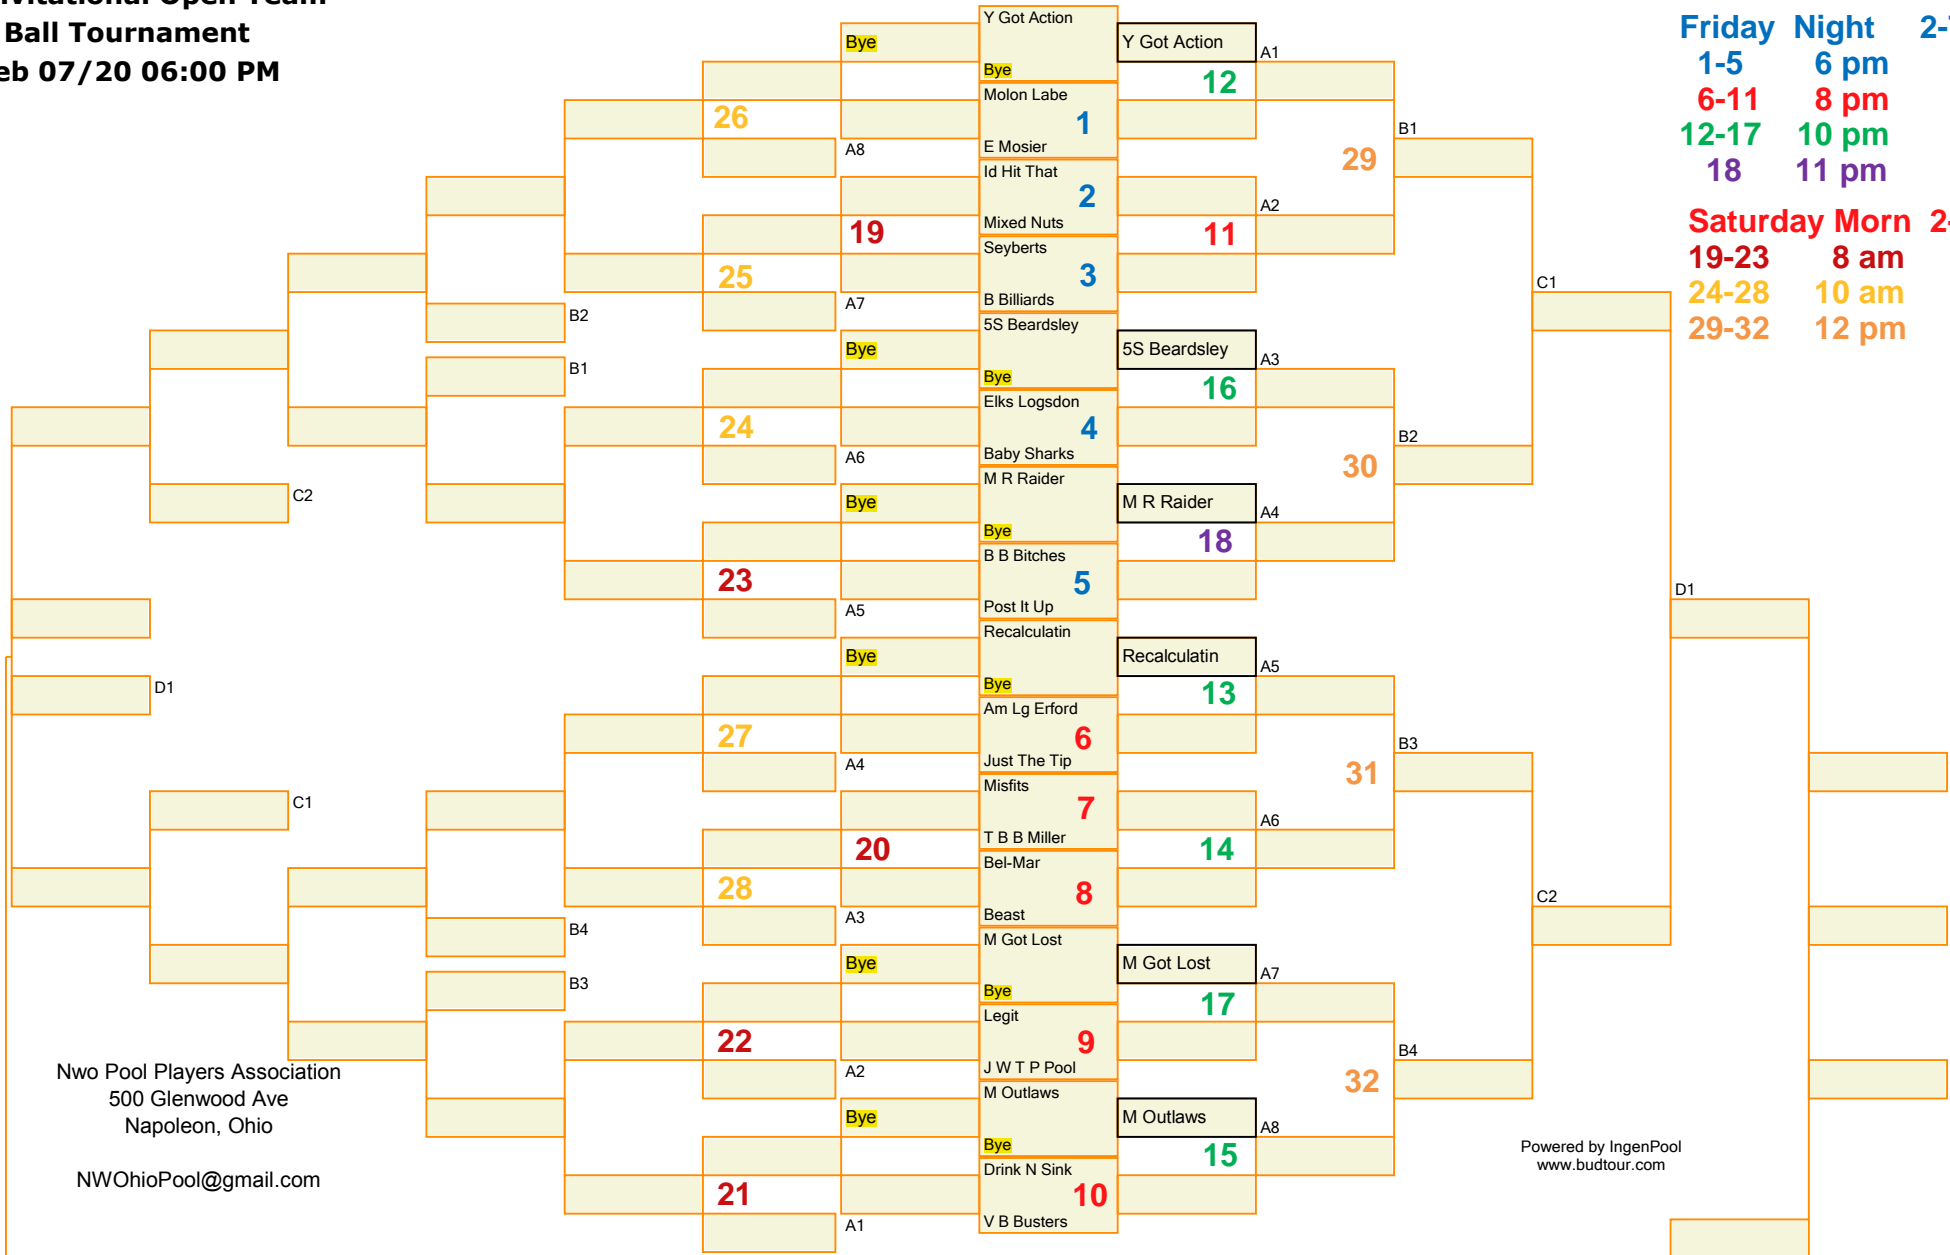 Ball Tournament
07/20 06:00 PM
Friday Night
1-5 6 pm
6-11 8 pm
12-17 10 pm
18 11 pm
Saturday Morn
19-23 8 am
24-28 10 am
29-32 12 pm
Y Got Action
Bye
Y Got Action
A1
Bye
12
Molon Labe
26
1
B1
E Mosier
A8
29
Id Hit That
2
A2
Mixed Nuts
19
11
Seyberts
25
3
C1
B Billiards
A7
B2
5S Beardsley
Bye
5S Beardsley
A3
B1
Bye
16
Elks Logsdon
24
4
B2
Baby Sharks
A6
30
M R Raider
C2
Bye
M R Raider
A4
Bye
18
B B Bitches
23
5
D1
Post It Up
A5
Recalculatin
Bye
Recalculatin
A5
D1
Bye
13
Am Lg Erford
27
6
B3
Just The Tip
A4
31
Misfits
C1
7
A6
T B B Miller
20
14
Bel-Mar
28
8
C2
Beast
A3
B4
M Got Lost
Bye
M Got Lost
A7
B3
Bye
17
Legit
22
9
B4
J W T P Pool
A2
32
M Outlaws
Bye
M Outlaws
A8
Bye
15
Drink N Sink
21
10
V B Busters
A1
Nwo Pool Players Association
500 Glenwood Ave
Napoleon, Ohio
NWOhioPool@gmail.com
Powered by IngenPool
www.budtour.com